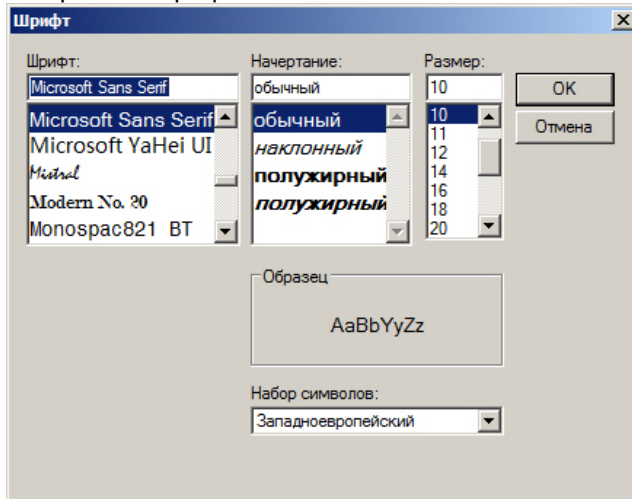 Шрифт
Шрифт:
Microsoft Sans Serif
Microsoft Sans Serif
Microsoft YaHei UI
Mistral
Modern No. 20
Monospac821 BT
Начертание:
обычный
обычный
наклонный
полужирный
полужирный
Размер:
10
10
11
12
14
16
18
20
OK
Отмена
Образец
AaBbYyZz
Набор символов:
Западноевропейский